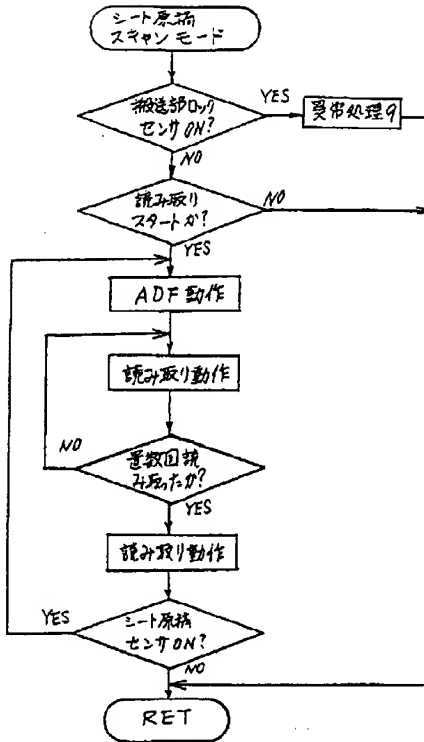 シート原稿
スキャンモード
搬送部ロック
センサON?
YES
異常処理9
NO
読み取り
スタートか?
NO
YES
ADF動作
読み取り動作
置数回読
み取ったか?
NO
YES
読み取り動作
シート原稿
センサON?
YES
NO
RET